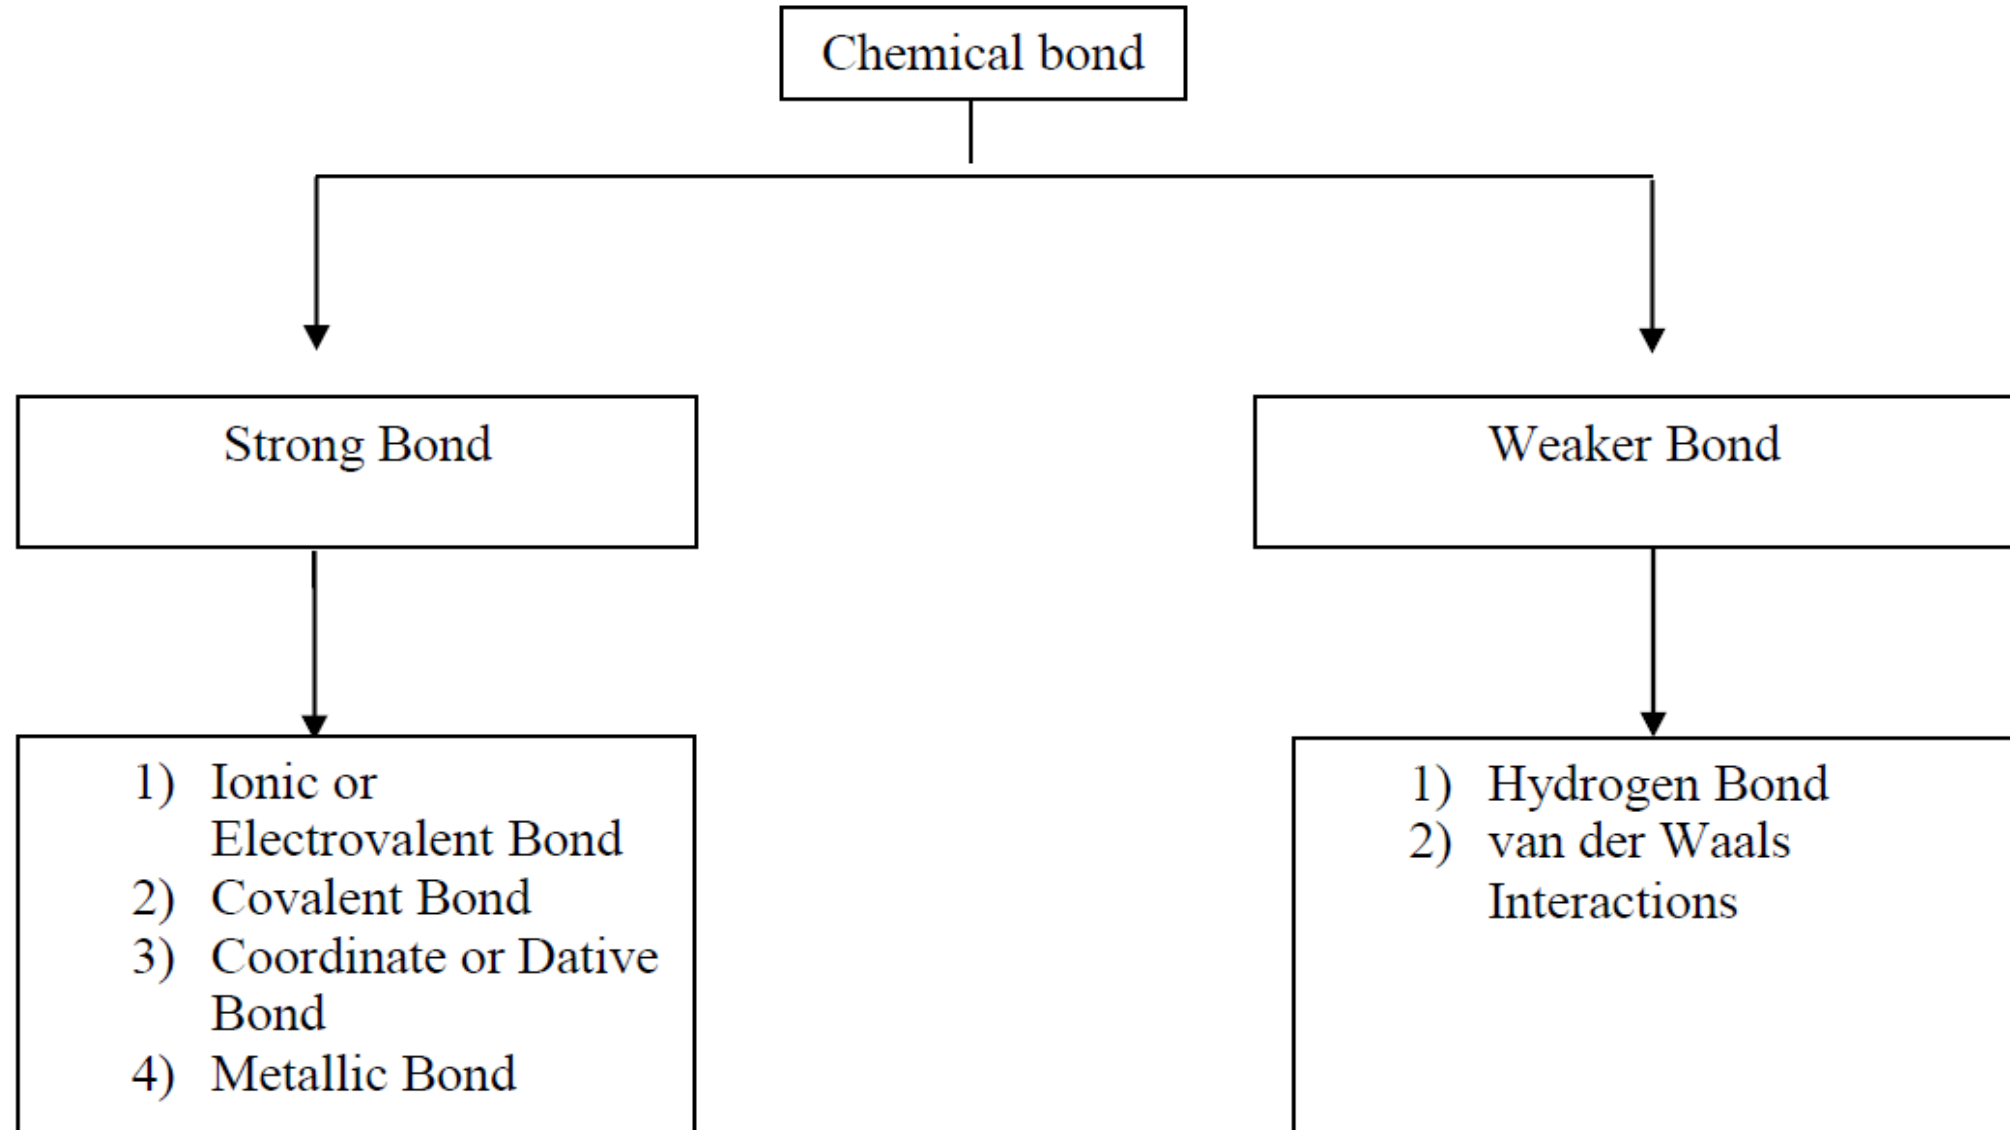 Chemical bond
Strong Bond
Weaker Bond
1) Ionic or
Electrovalent Bond
2) Covalent Bond
3) Coordinate or Dative
Bond
4) Metallic Bond
1) Hydrogen Bond
2) van der Waals
Interactions